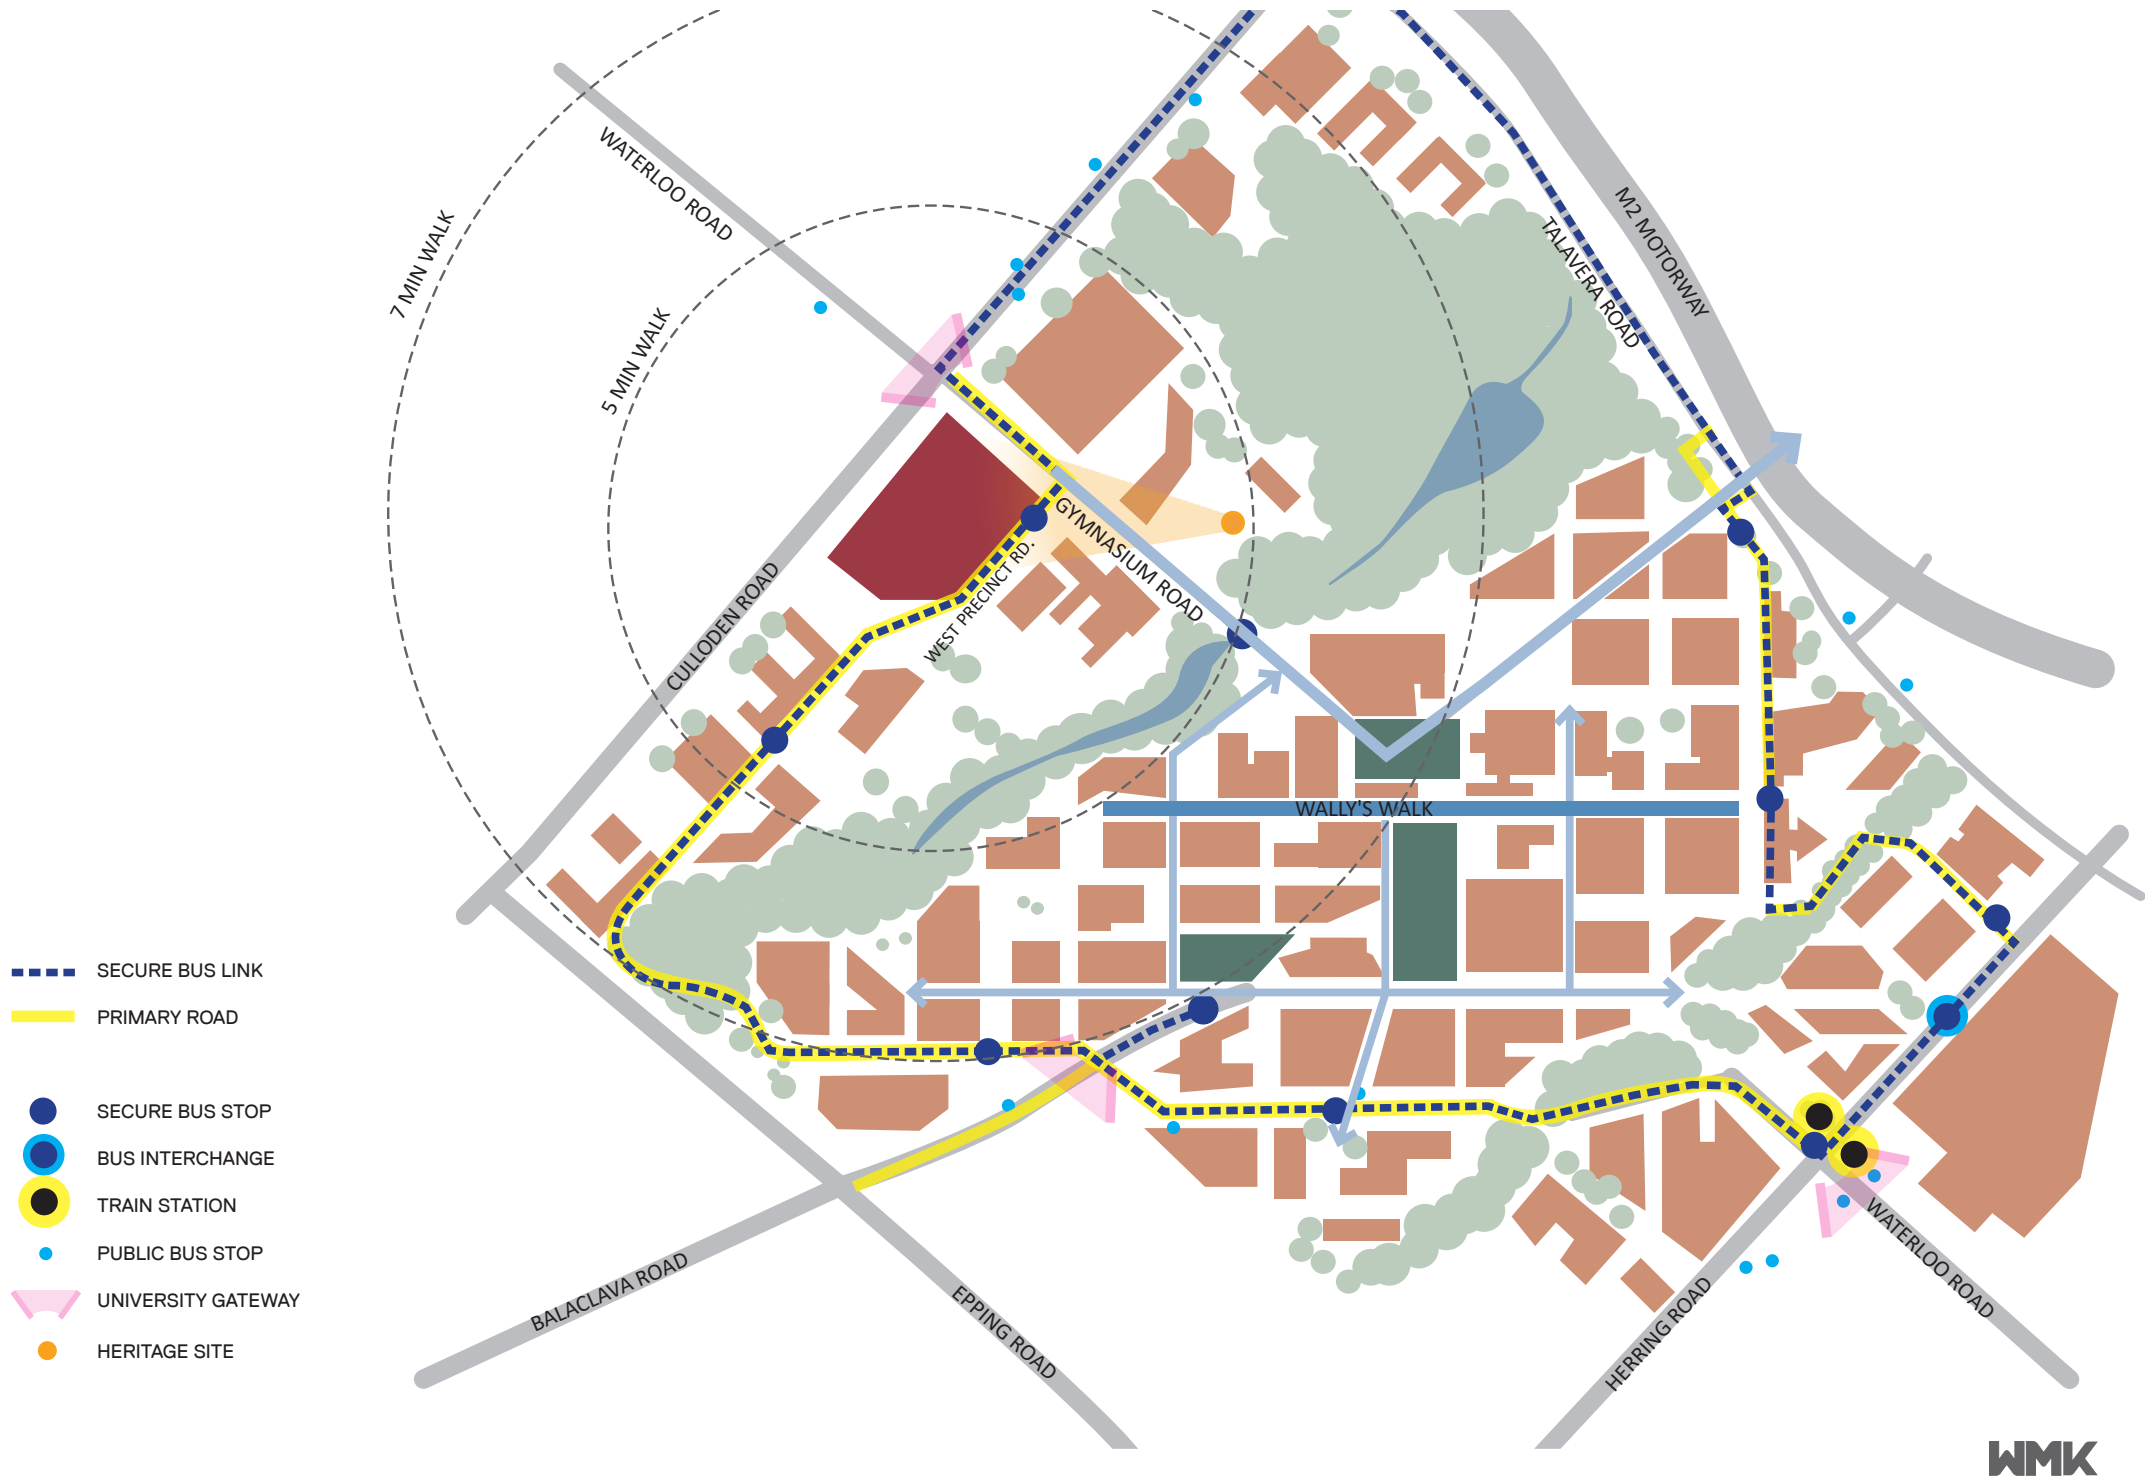 WATERLOO ROAD
7 MIN WALK
5 MIN WALK
M2 MOTORWAY
TALAVERA ROAD
GYMNASIUM ROAD
WEST PRECINCT RD.
CULLODEN ROAD
WALLY'S WALK
SECURE BUS LINK
PRIMARY ROAD
SECURE BUS STOP
BUS INTERCHANGE
TRAIN STATION
PUBLIC BUS STOP
UNIVERSITY GATEWAY
HERITAGE SITE
BALACLAVA ROAD
EPPING ROAD
HERRING ROAD
WATERLOO ROAD
WMK